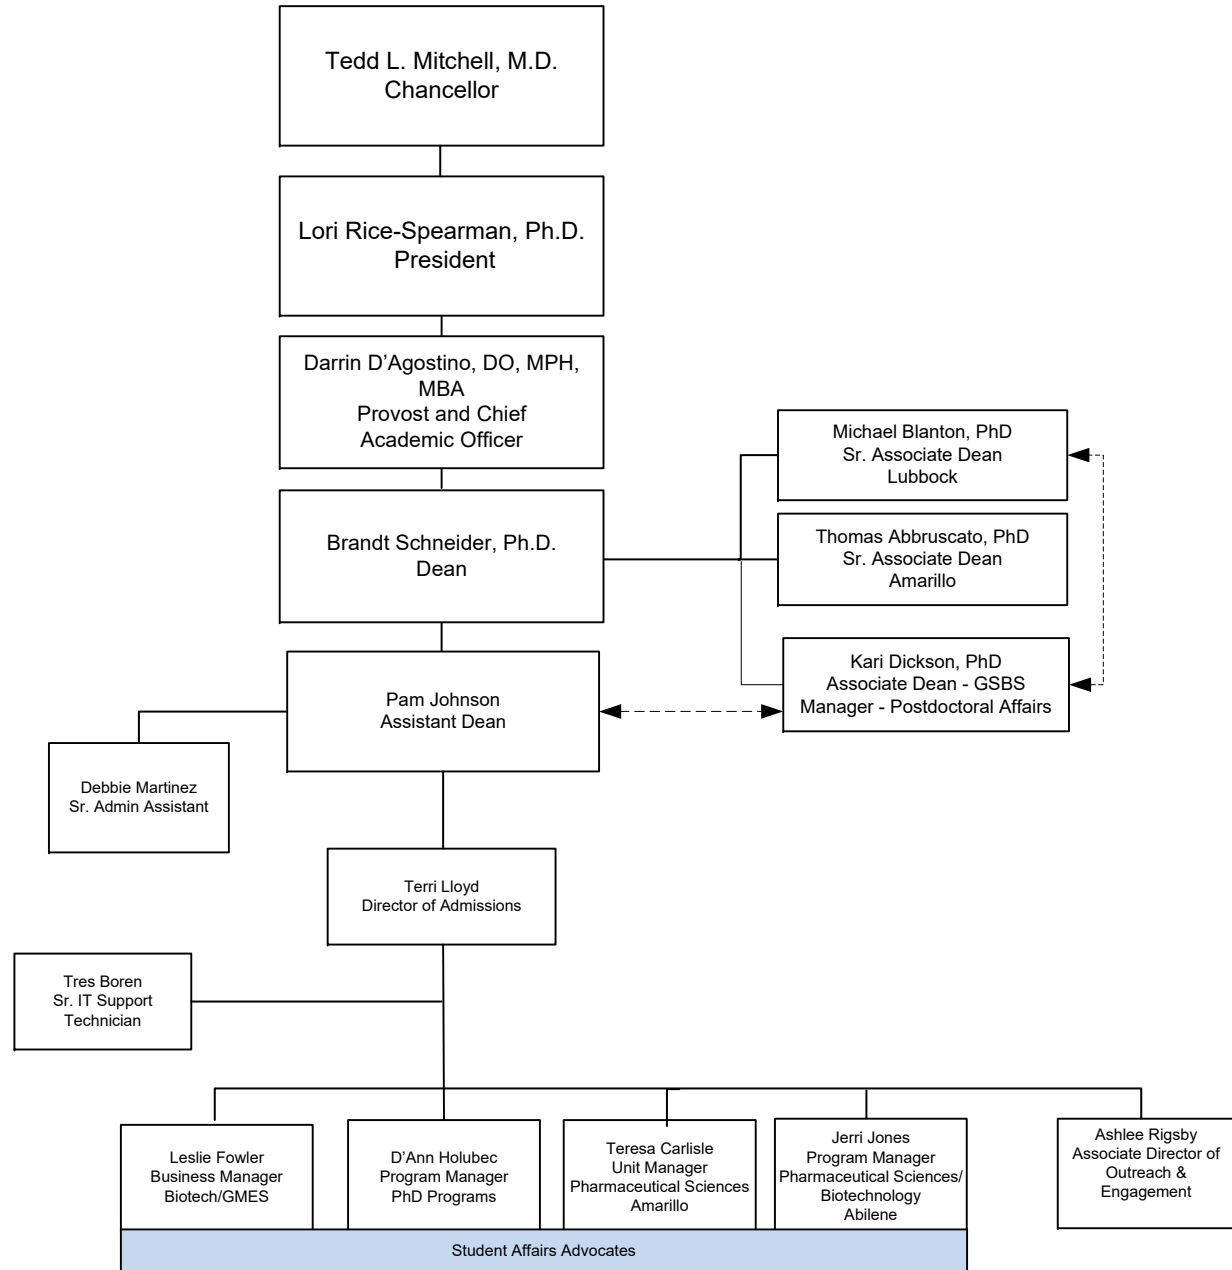 Tedd L. Mitchell, M.D.
Chancellor
Lori Rice-Spearman, Ph.D.
President
Darrin D’Agostino, DO, MPH,
MBA
Provost and Chief
Academic Officer
Michael Blanton, PhD
Sr. Associate Dean
Lubbock
Brandt Schneider, Ph.D.
Dean
Thomas Abbruscato, PhD
Sr. Associate Dean
Amarillo
Kari Dickson, PhD
Associate Dean - GSBS
Manager - Postdoctoral Affairs
Pam Johnson
Assistant Dean
Debbie Martinez
Sr. Admin Assistant
Terri Lloyd
Director of Admissions
Tres Boren
Sr. IT Support
Technician
Leslie Fowler
Business Manager
Biotech/GMES
D’Ann Holubec
Program Manager
PhD Programs
Teresa Carlisle
Unit Manager
Pharmaceutical Sciences
Amarillo
Jerri Jones
Program Manager
Pharmaceutical Sciences/
Biotechnology
Abilene
Ashlee Rigsby
Associate Director of
Outreach &
Engagement
Student Affairs Advocates